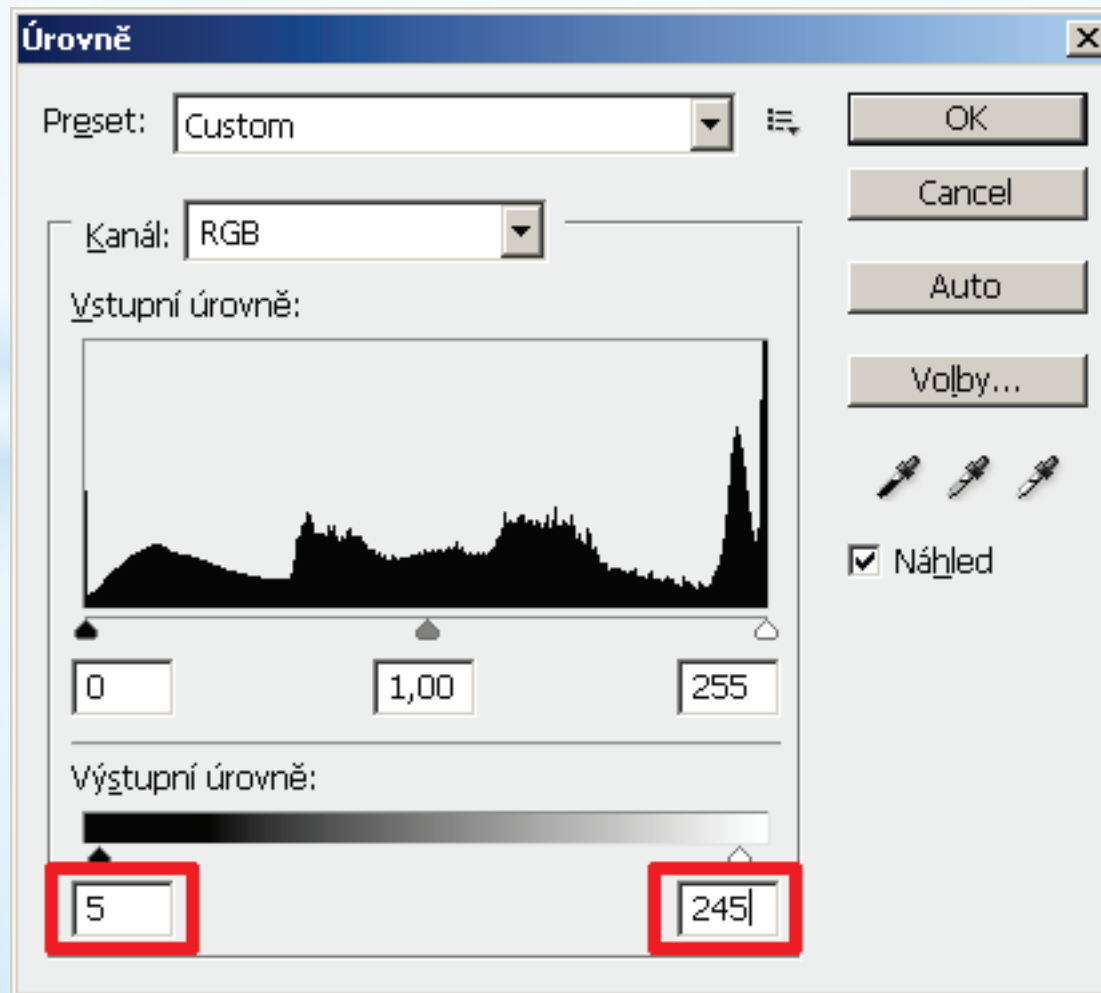 Úrovně
Preset: Custom
OK
Cancel
Kanál: RGB
Auto
Vstupní úrovně:
Volby...
Náhled
0 1,00 255
Výstupní úrovně:
5 245